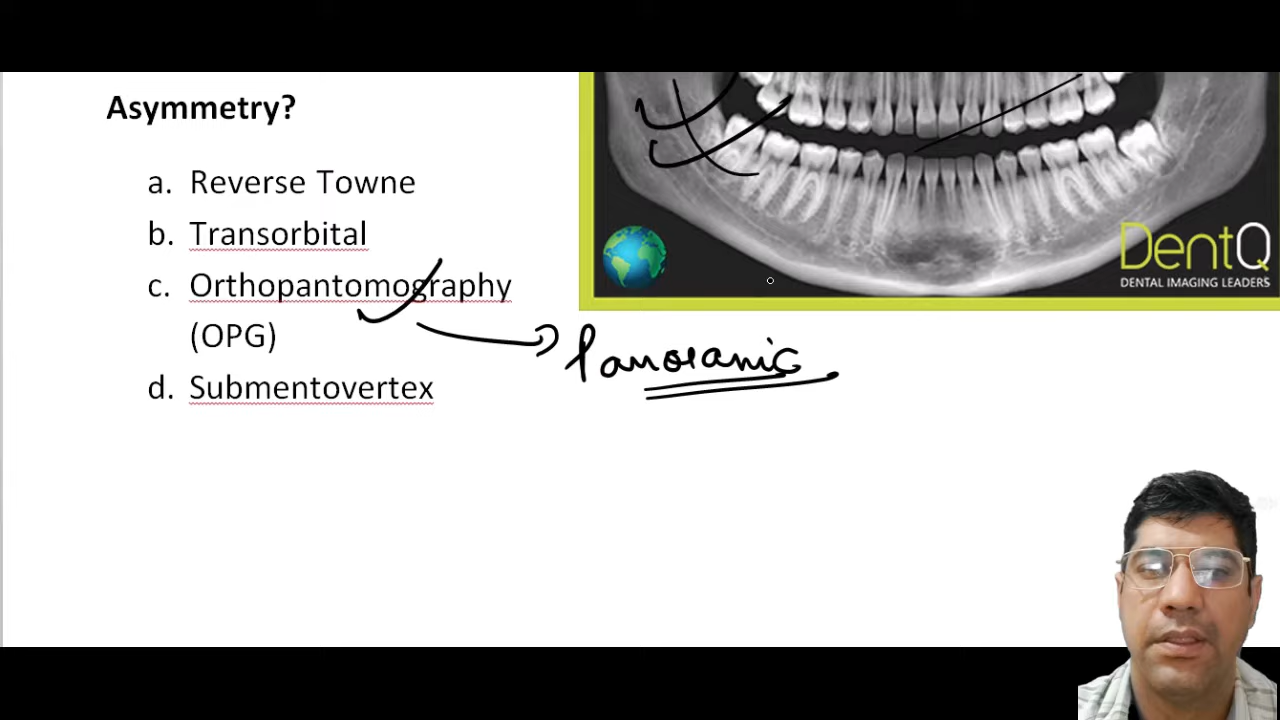 Asymmetry?
a. Reverse Towne
b. Transorbital
c. Orthopantomography
(OPG)
d. Submentovertex
Panoramic
DentQ
DENTAL IMAGING LEADERS